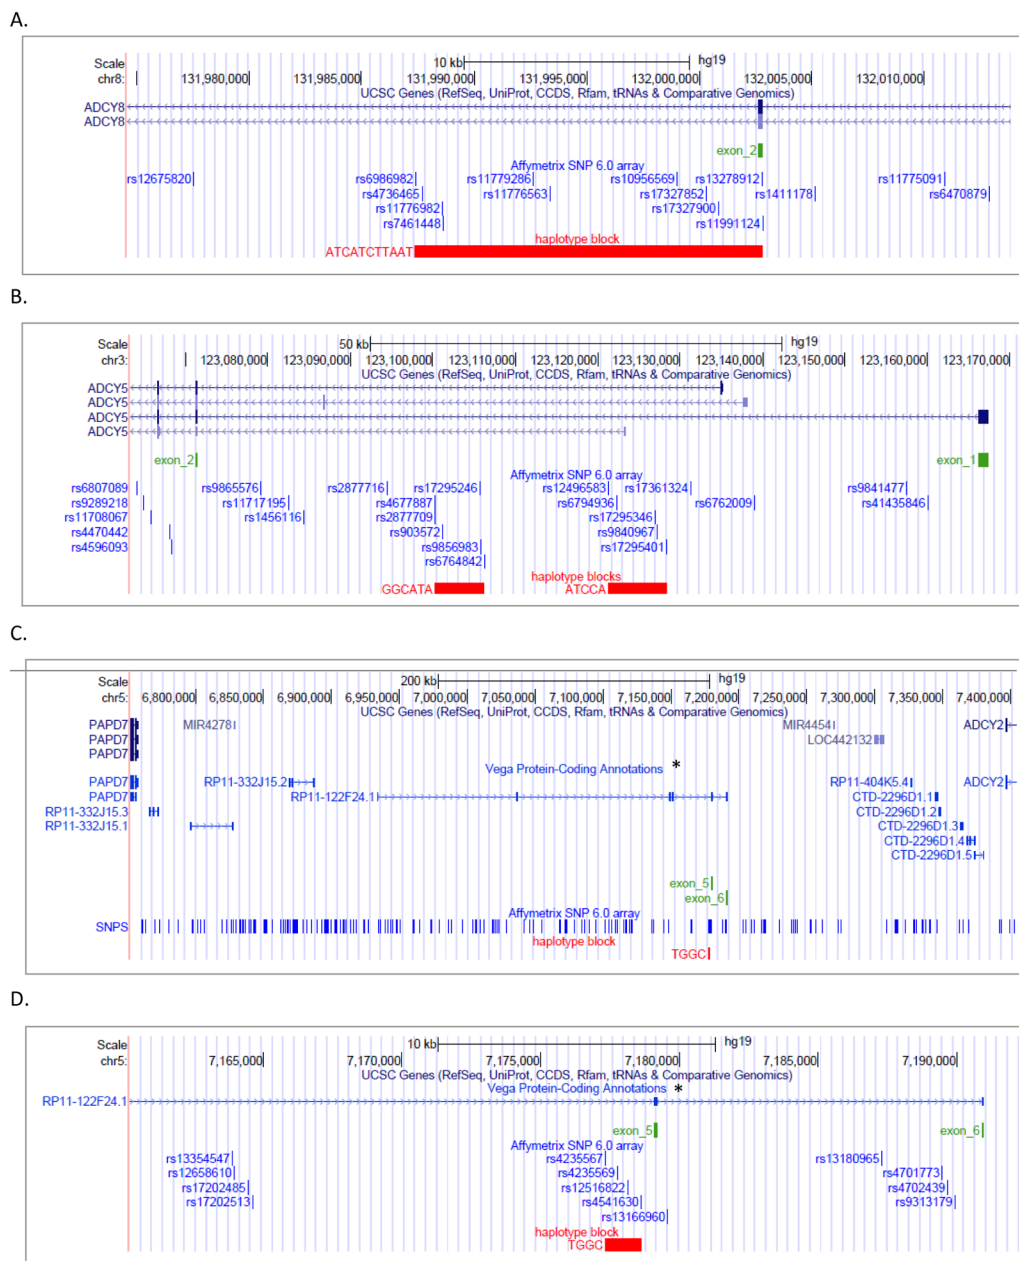 A.
Scale 10 kb hg19
chr8: 131,980,000 131,985,000 131,990,000 131,995,000 132,000,000 132,005,000 132,010,000
UCSC Genes (RefSeq, UniProt, CCDS, Rfam, tRNAs & Comparative Genomics)
ADCY8
ADCY8
exon_2
Affymetrix SNP 6.0 array
rs12675820 rs6986982 rs11779286 rs10956569 rs13278912 rs11775091
rs4736465 rs11776563 rs17327852 rs1411178 rs6470879
rs11776982 rs17327900
rs7461448 rs11991124
haplotype block
ATCATCTTAAT
B.
Scale 50 kb hg19
chr3: 123,080,000 123,090,000 123,100,000 123,110,000 123,120,000 123,130,000 123,140,000 123,150,000 123,160,000 123,170,000
UCSC Genes (RefSeq, UniProt, CCDS, Rfam, tRNAs & Comparative Genomics)
ADCY5
ADCY5
ADCY5
ADCY5
exon_2 exon_1
Affymetrix SNP 6.0 array
rs6807089 rs9865576 rs2877716 rs17295246 rs12496583 rs17361324 rs9841477
rs9289218 rs11717195 rs4677887 rs6794936 rs6762009 rs41435846
rs11708067 rs1456116 rs2877709 rs17295346
rs4470442 rs903572 rs9840967
rs4596093 rs9856983 rs17295401
rs6764842
haplotype blocks
GGCATA ATCCA
C.
Scale 200 kb hg19
chr5: 6,800,000 6,850,000 6,900,000 6,950,000 7,000,000 7,050,000 7,100,000 7,150,000 7,200,000 7,250,000 7,300,000 7,350,000 7,400,000
UCSC Genes (RefSeq, UniProt, CCDS, Rfam, tRNAs & Comparative Genomics)
PAPD7 MIR4278 MIR4454 ADCY2
PAPD7 LOC442132
PAPD7
Vega Protein-Coding Annotations *
PAPD7 RP11-332J15.2 RP11-404K5.4 ADCY2
PAPD7 RP11-122F24.1 CTD-2296D1.1
RP11-332J15.3 CTD-2296D1.2
RP11-332J15.1 CTD-2296D1.3
CTD-2296D1.4
CTD-2296D1.5
exon_5
exon_6
Affymetrix SNP 6.0 array
SNPS
haplotype block
TGGC
D.
Scale 10 kb hg19
chr5: 7,165,000 7,170,000 7,175,000 7,180,000 7,185,000 7,190,000
UCSC Genes (RefSeq, UniProt, CCDS, Rfam, tRNAs & Comparative Genomics)
Vega Protein-Coding Annotations *
RP11-122F24.1
exon_5 exon_6
Affymetrix SNP 6.0 array
rs13354547 rs4235567 rs13180965
rs12658610 rs4235569 rs4701773
rs17202485 rs12516822 rs4702439
rs17202513 rs4541630 rs9313179
rs13166960
haplotype block
TGGC